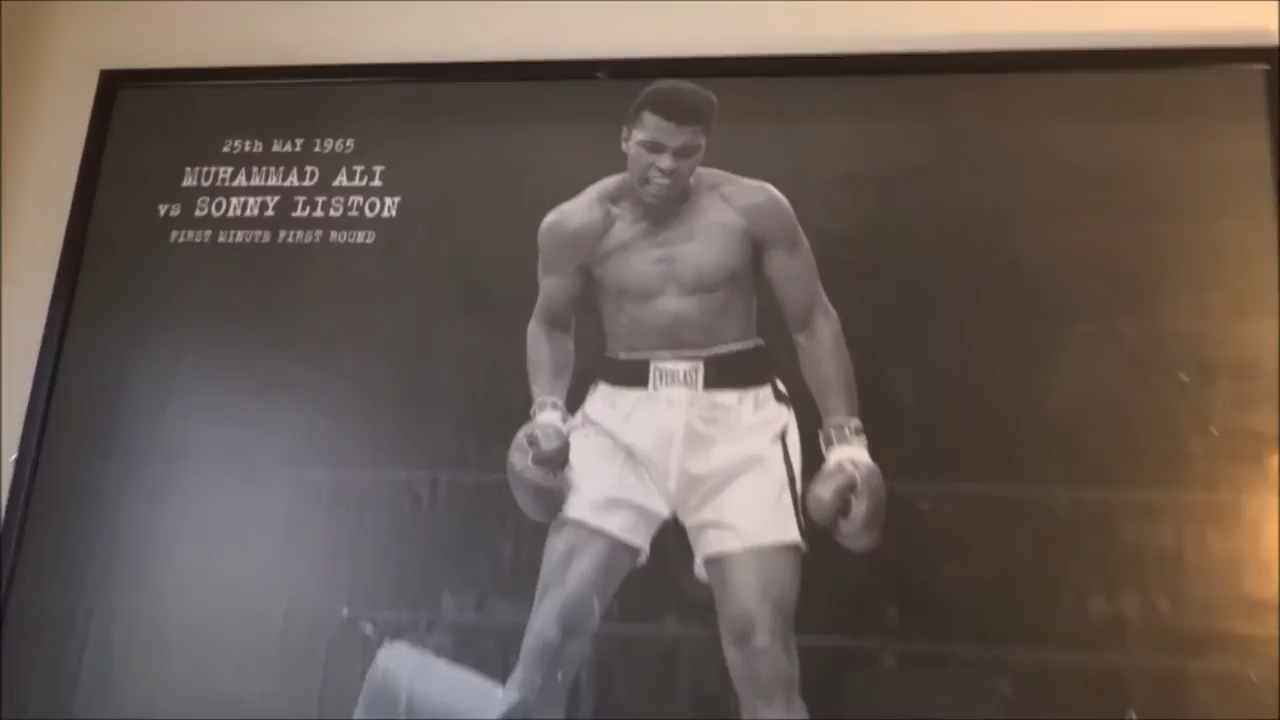 25th MAY 1965
MUHAMMAD ALI
vs SONNY LISTON
FIRST MINUTE FIRST ROUND
EVERLAST